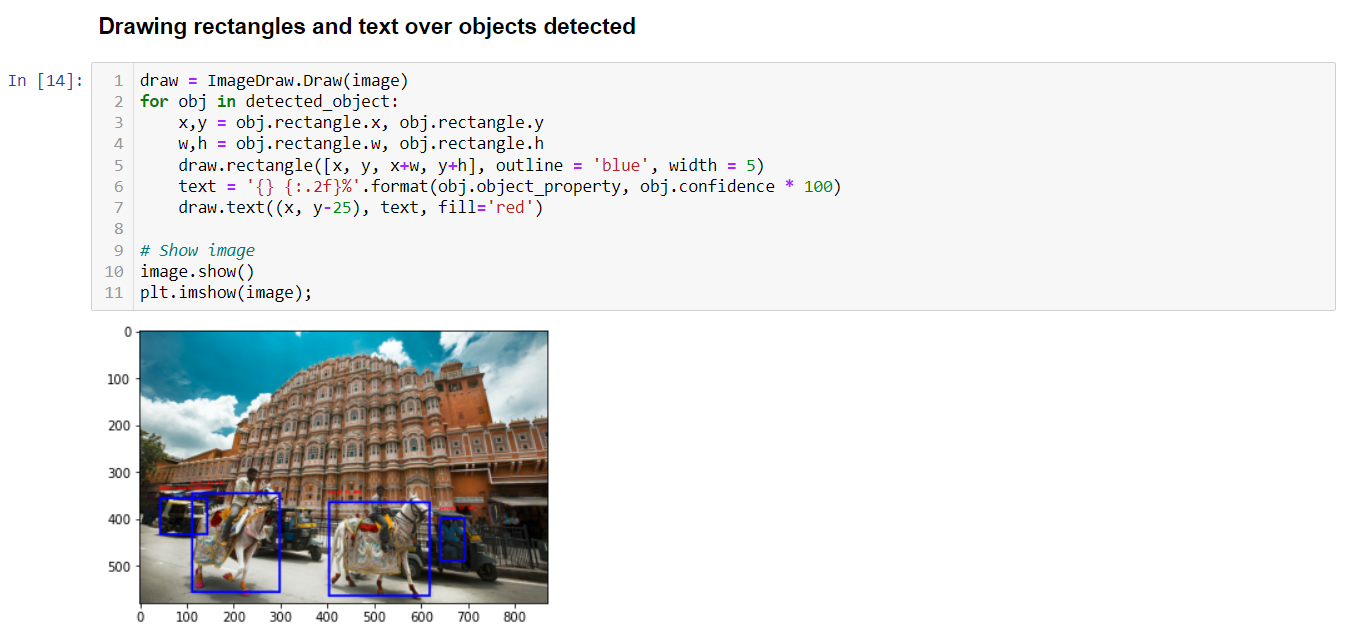 Drawing rectangles and text over objects detected
In [14]:
1 draw = ImageDraw.Draw(image)
2 for obj in detected_object:
3     x,y = obj.rectangle.x, obj.rectangle.y
4     w,h = obj.rectangle.w, obj.rectangle.h
5     draw.rectangle([x, y, x+w, y+h], outline = 'blue', width = 5)
6     text = '{} {:.2f}%'.format(obj.object_property, obj.confidence * 100)
7     draw.text((x, y-25), text, fill='red')
8
9 # Show image
10 image.show()
11 plt.imshow(image);
0
100
200
300
400
500
0 100 200 300 400 500 600 700 800